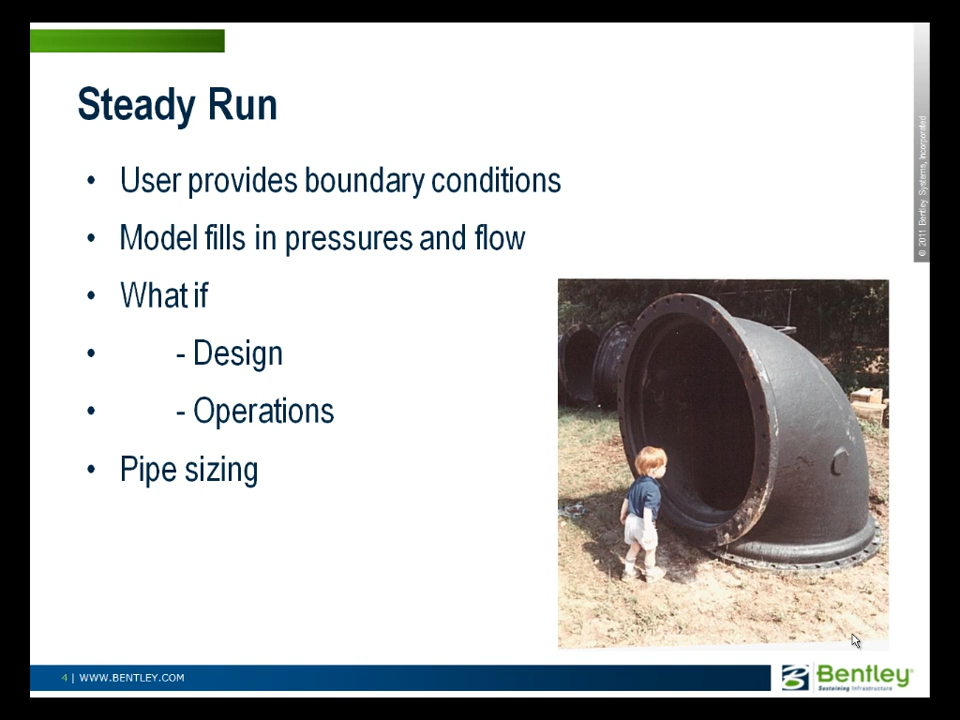 Steady Run
• User provides boundary conditions
• Model fills in pressures and flow
• What if
• - Design
• - Operations
• Pipe sizing
© 2011 Bentley Systems, Incorporated
4 | WWW.BENTLEY.COM
Bentley®
Sustaining Infrastructure